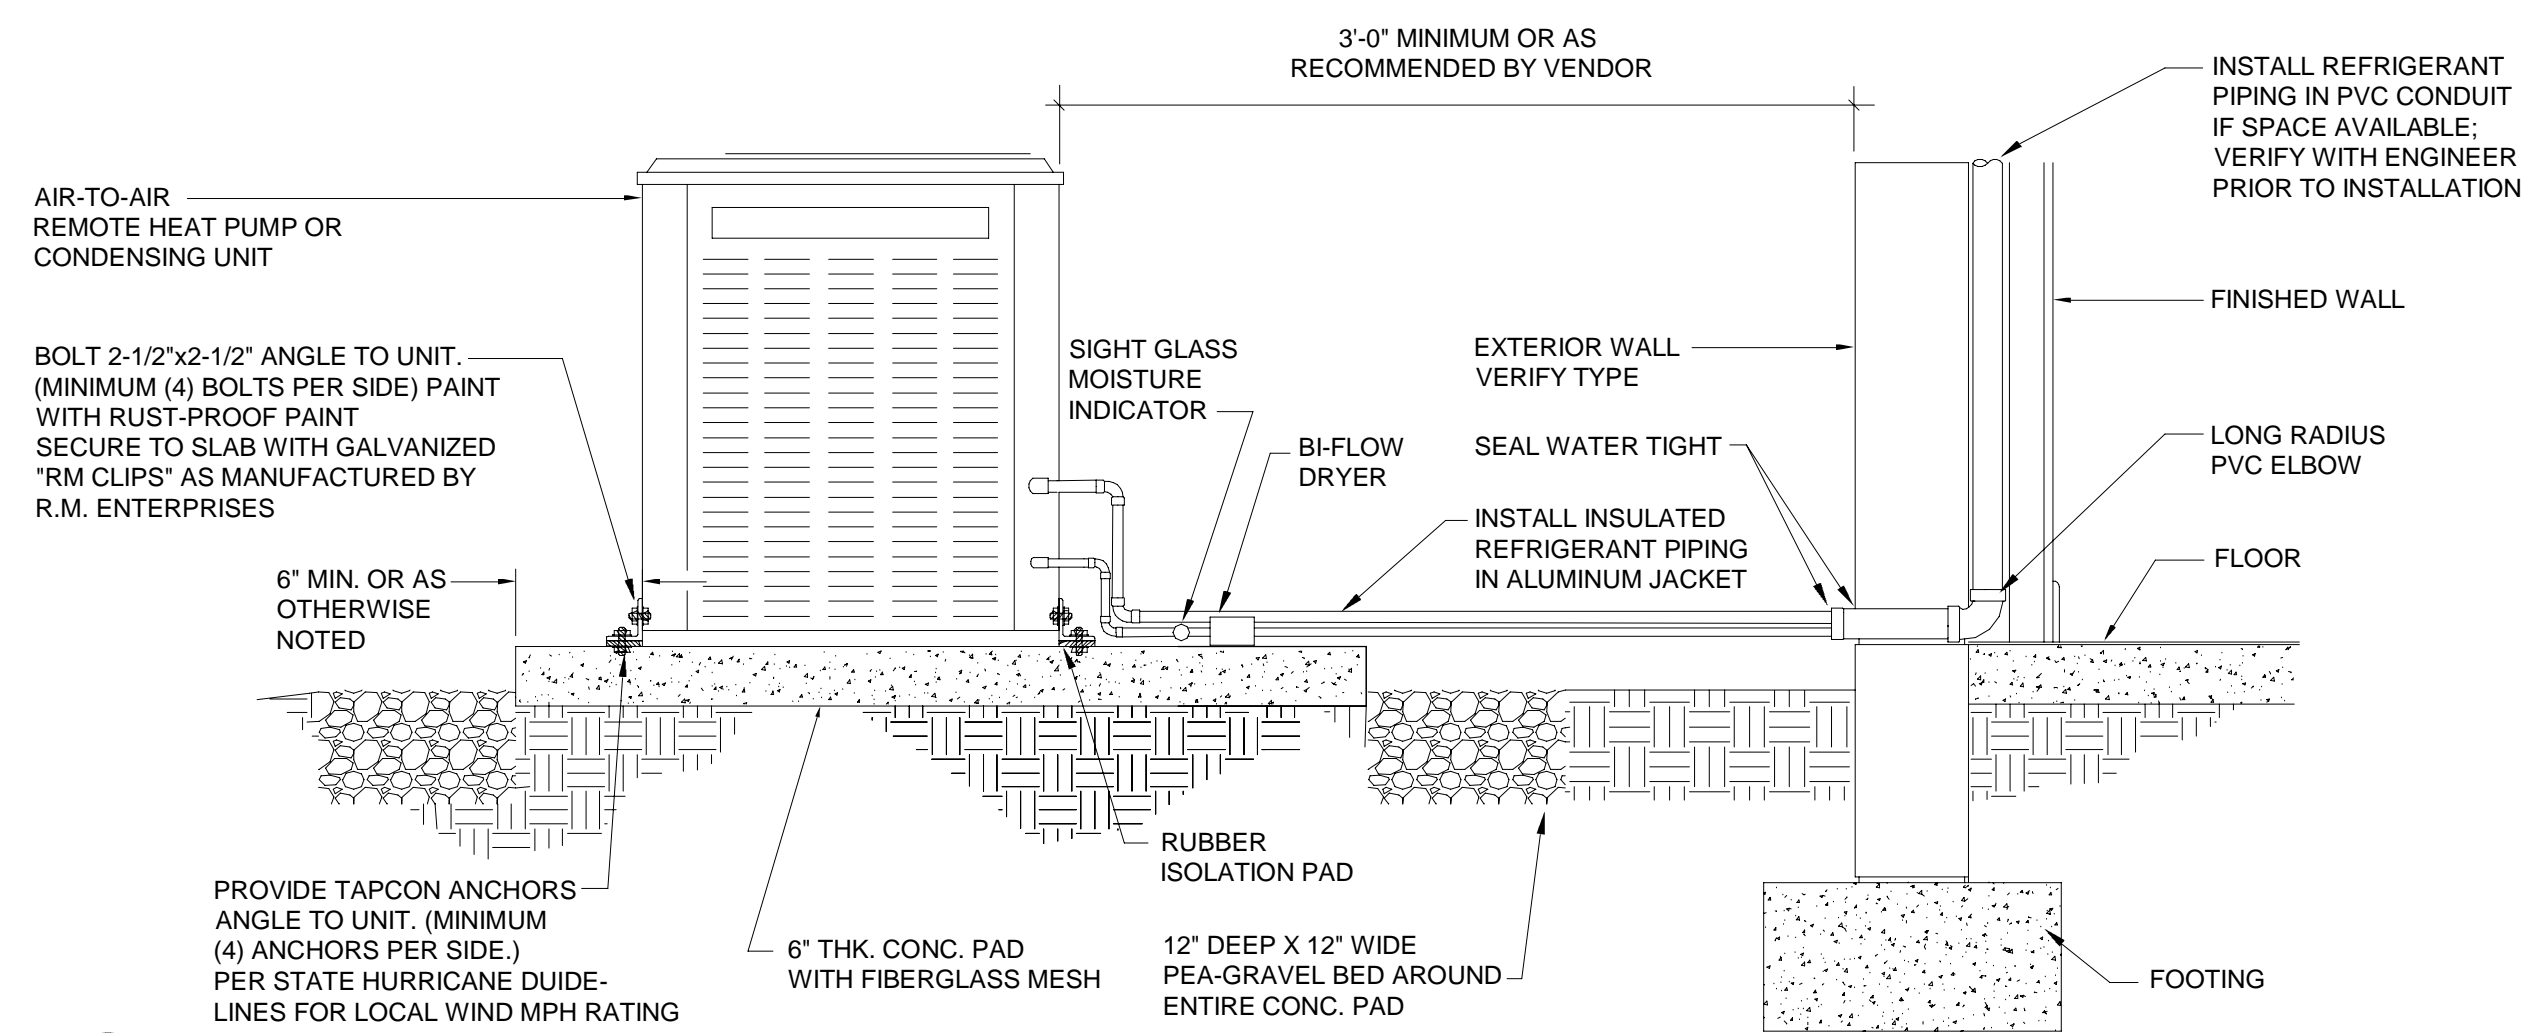 3'-0" MINIMUM OR AS
RECOMMENDED BY VENDOR
INSTALL REFRIGERANT
PIPING IN PVC CONDUIT
IF SPACE AVAILABLE;
VERIFY WITH ENGINEER
PRIOR TO INSTALLATION
AIR-TO-AIR
REMOTE HEAT PUMP OR
CONDENSING UNIT
FINISHED WALL
BOLT 2-1/2"x2-1/2" ANGLE TO UNIT.
(MINIMUM (4) BOLTS PER SIDE) PAINT
WITH RUST-PROOF PAINT
SECURE TO SLAB WITH GALVANIZED
"RM CLIPS" AS MANUFACTURED BY
R.M. ENTERPRISES
SIGHT GLASS
MOISTURE
INDICATOR
EXTERIOR WALL
VERIFY TYPE
BI-FLOW
DRYER
SEAL WATER TIGHT
LONG RADIUS
PVC ELBOW
INSTALL INSULATED
REFRIGERANT PIPING
IN ALUMINUM JACKET
FLOOR
6" MIN. OR AS
OTHERWISE
NOTED
RUBBER
ISOLATION PAD
PROVIDE TAPCON ANCHORS
ANGLE TO UNIT. (MINIMUM
(4) ANCHORS PER SIDE.)
PER STATE HURRICANE DUIDE-
LINES FOR LOCAL WIND MPH RATING
6" THK. CONC. PAD
WITH FIBERGLASS MESH
12" DEEP X 12" WIDE
PEA-GRAVEL BED AROUND
ENTIRE CONC. PAD
FOOTING